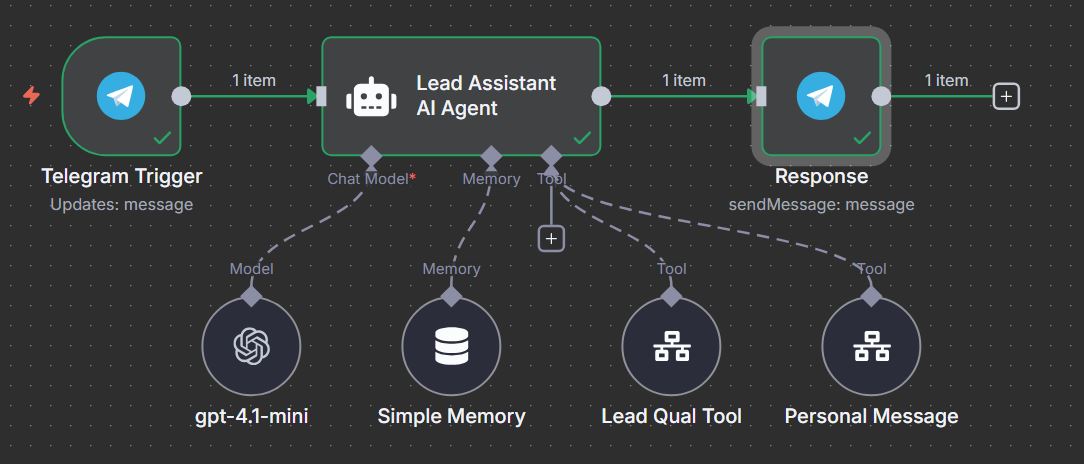 1 item
Lead Assistant
AI Agent
1 item
1 item
Telegram Trigger
Updates: message
Chat Model*
Memory
Tool
Response
sendMessage: message
Model
Memory
Tool
Tool
gpt-4.1-mini
Simple Memory
Lead Qual Tool
Personal Message